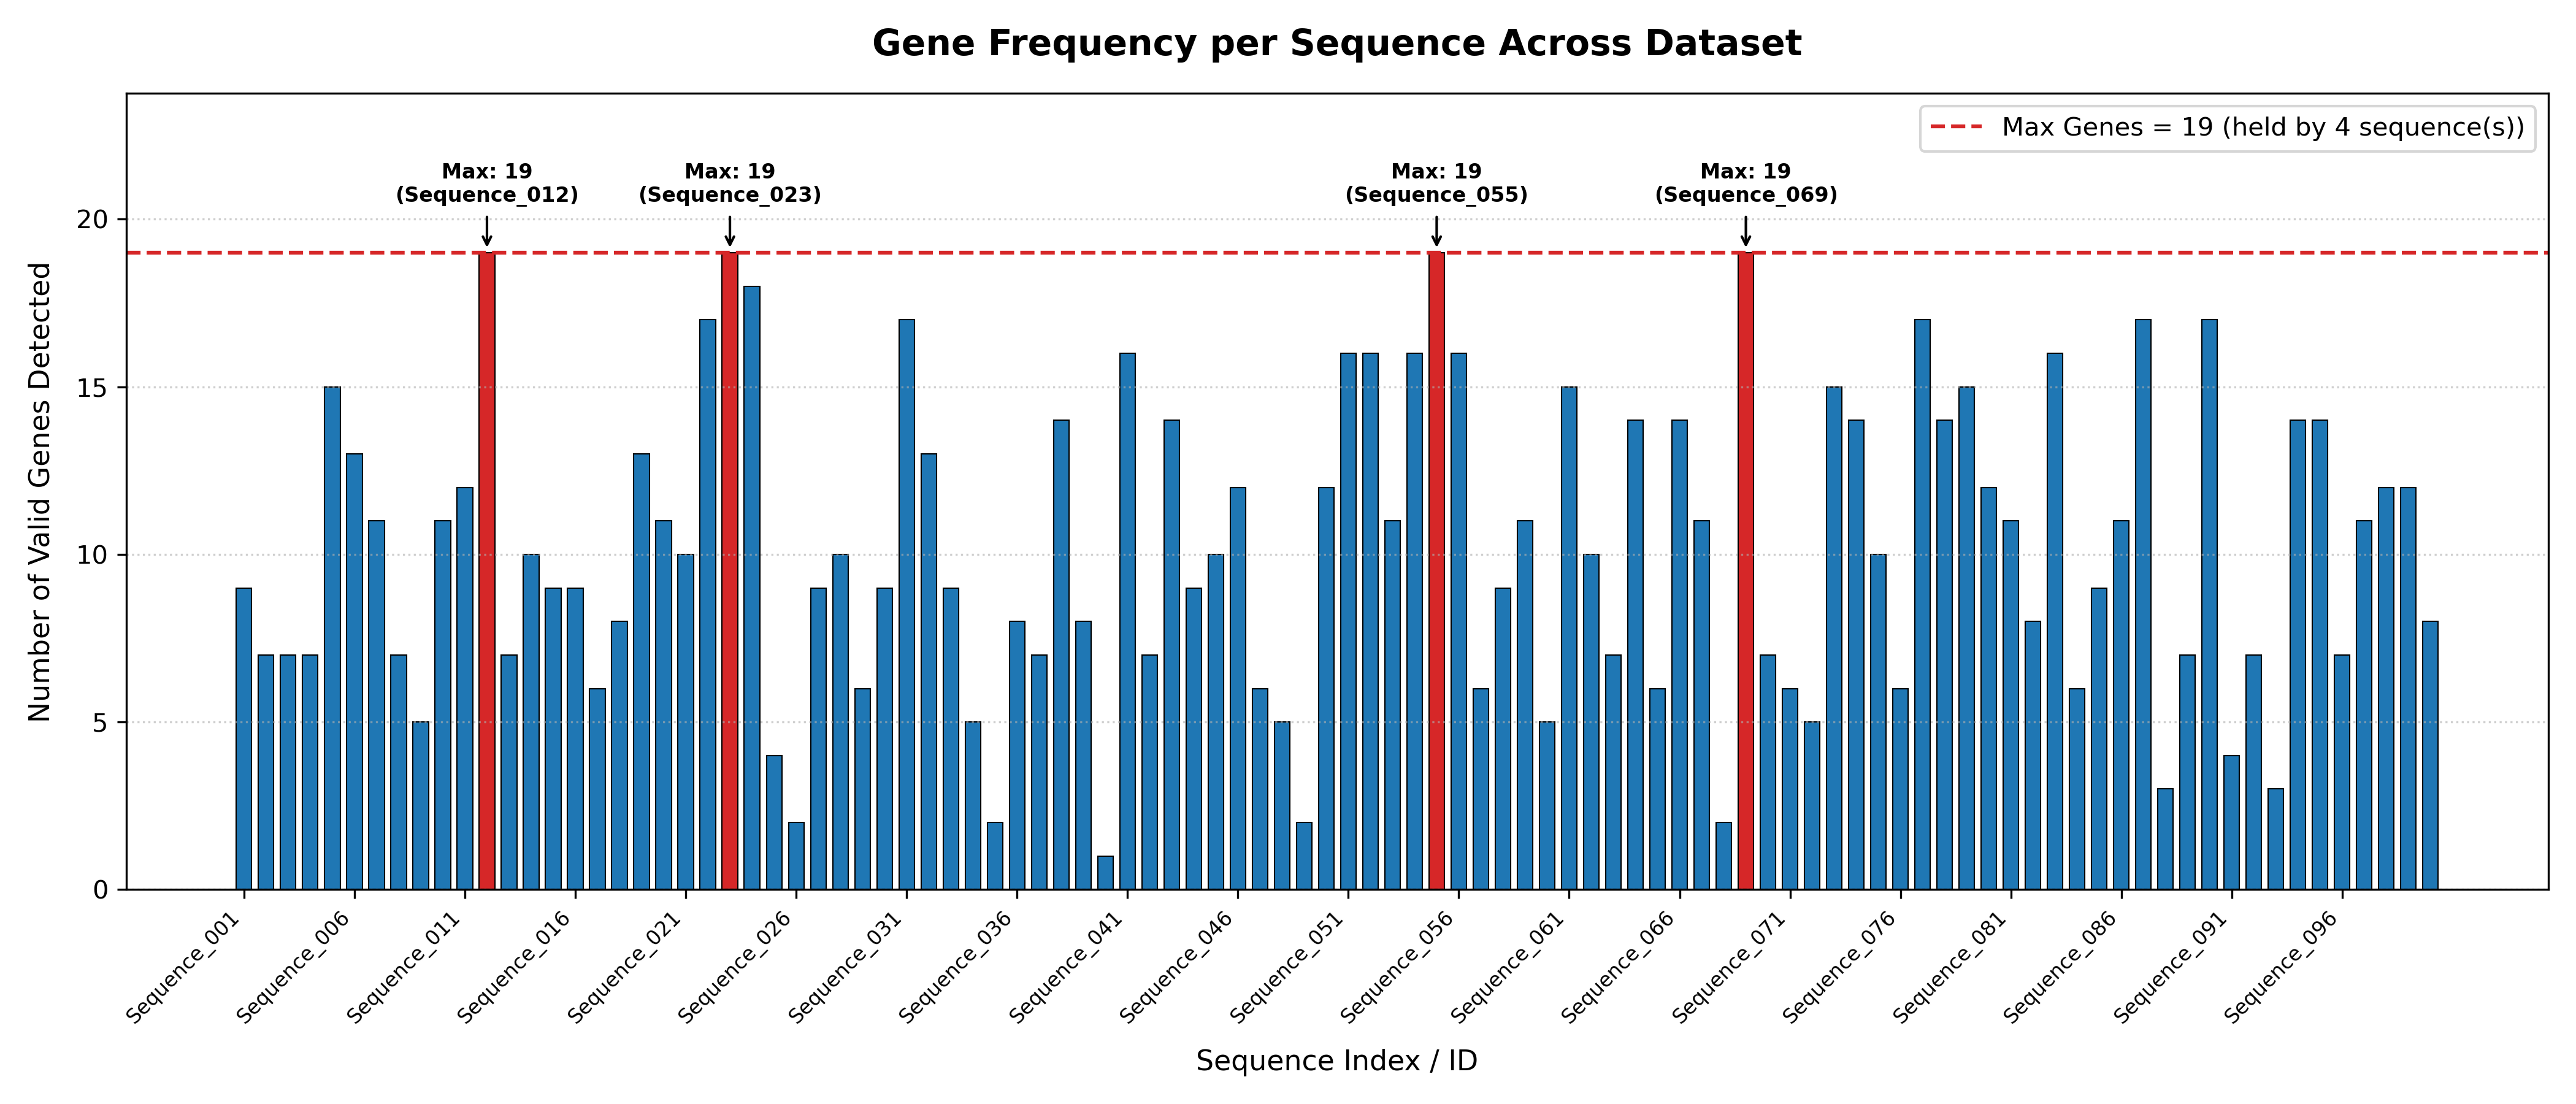 Gene Frequency per Sequence Across Dataset
Max Genes = 19 (held by 4 sequence(s))
Max: 19
(Sequence_012)
Max: 19
(Sequence_023)
Max: 19
(Sequence_055)
Max: 19
(Sequence_069)
Number of Valid Genes Detected
20
15
10
5
0
Sequence_001
Sequence_006
Sequence_011
Sequence_016
Sequence_021
Sequence_026
Sequence_031
Sequence_036
Sequence_041
Sequence_046
Sequence_051
Sequence_056
Sequence_061
Sequence_066
Sequence_071
Sequence_076
Sequence_081
Sequence_086
Sequence_091
Sequence_096
Sequence Index / ID